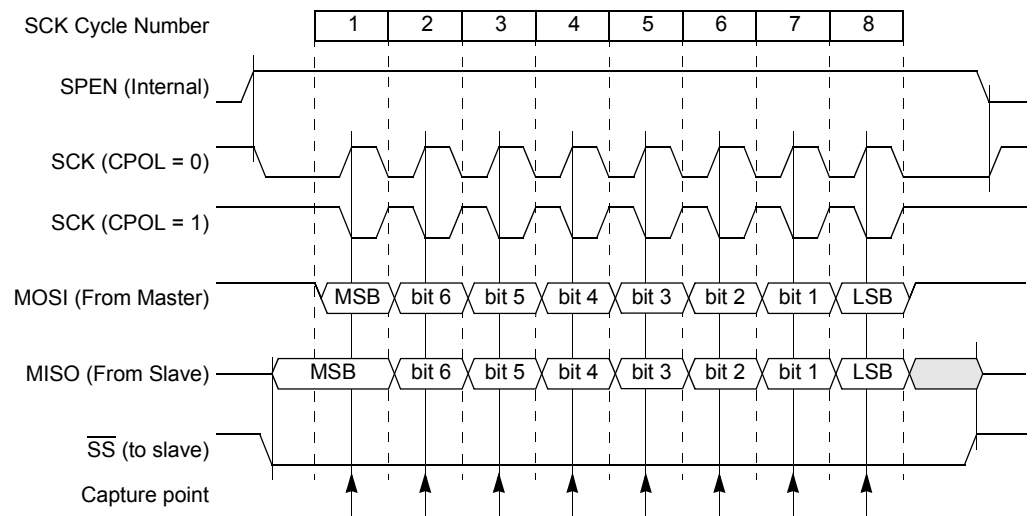 SCK Cycle Number 1 2 3 4 5 6 7 8
SPEN (Internal)
SCK (CPOL = 0)
SCK (CPOL = 1)
MOSI (From Master) MSB bit 6 bit 5 bit 4 bit 3 bit 2 bit 1 LSB
MISO (From Slave) MSB bit 6 bit 5 bit 4 bit 3 bit 2 bit 1 LSB
SS (to slave)
Capture point